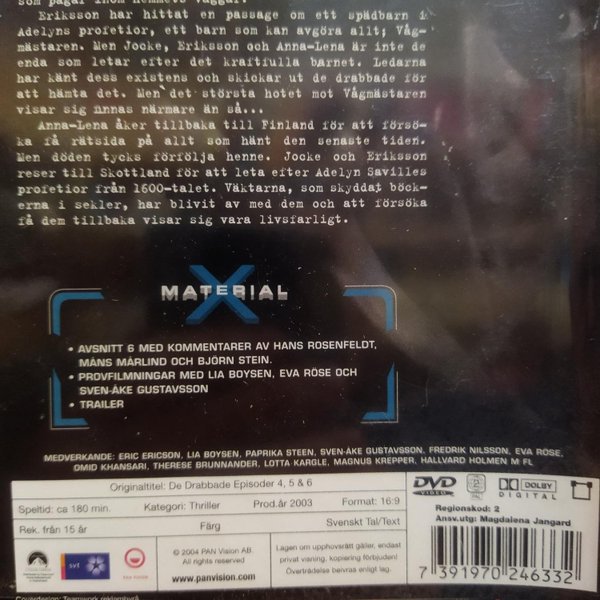 som pågår inom hemmets väggar.
Eriksson har hittat en passage om ett spädbarn i
Adelyns profetior, ett barn som kan avgöra allt; Våg-
mästaren. Men Jocke, Eriksson och Anna-Lena är inte de
enda som letar efter det kraftfulla barnet. Ledarna
har känt dess existens och skickar ut de drabbade för
att hämta det. Men det största hotet mot Vågmästaren
visar sig finnas närmare än så...
Anna-Lena åker tillbaka till Finland för att försö-
ka få rätsida på allt som hänt den senaste tiden.
Men döden tycks förfölja henne. Jocke och Eriksson
reser till Skottland för att leta efter Adelyn Savilles
profetior från 1600-talet. Väktarna, som skyddat böck-
erna i sekler, har blivit av med dem och att försöka
få dem tillbaka visar sig vara livsfarligt.
X
MATERIAL
• AVSNITT 6 MED KOMMENTARER AV HANS ROSENFELDT,
MÅNS MÅRLIND OCH BJÖRN STEIN.
• PROVFILMNINGAR MED LIA BOYSEN, EVA RÖSE OCH
SVEN-ÅKE GUSTAVSSON
• TRAILER
MEDVERKANDE: ERIC ERICSON, LIA BOYSEN, PAPRIKA STEEN, SVEN-ÅKE GUSTAVSSON, FREDRIK NILSSON, EVA RÖSE,
OMID KHANSARI, THERESE BRUNNANDER, LOTTA KARGLE, MAGNUS KREPPER, HALLVARD HOLMEN M FL
Originaltitel: De Drabbade Episoder 4, 5 & 6
Speltid: ca 180 min. Kategori: Thriller Prod.år 2003 Format: 16:9
Rek. från 15 år Färg Svenskt Tal/Text
svt
© 2004 PAN Vision AB.
All rights reserved
www.panvision.com
Lagen om upphovsrätt gäller, endast
privat visning, kopiering förbjuden!
Överträdelse beivras enligt lag.
DVD
VIDEO
2
DOLBY
DIGITAL
Regionskod: 2
Ansv.utg: Magdalena Jangard
7 391970 246332
Coverdesign: Teamwork reklambyrå